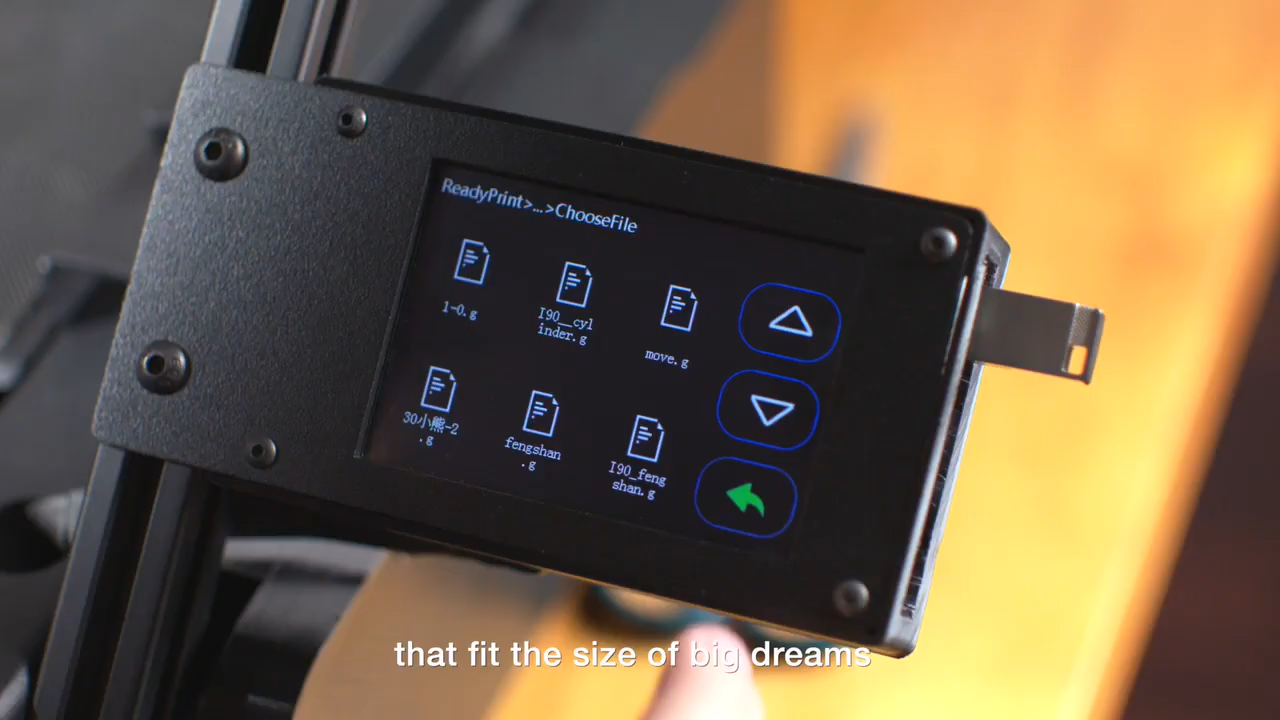 ReadyPrint>...>ChooseFile
1-0.g
I90__cyl
inder.g
move.g
30小熊-2
.g
fengshan
.g
I90_feng
shan.g
that fit the size of big dreams